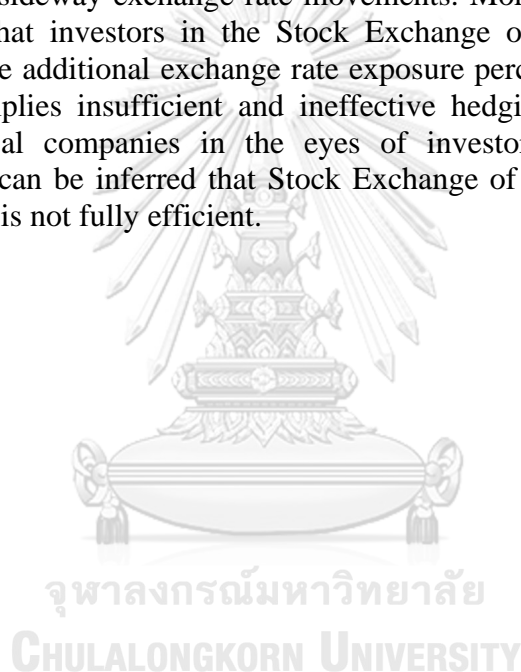 sideway exchange rate movements. Mor
hat investors in the Stock Exchange o
e additional exchange rate exposure perc
plies insufficient and ineffective hedgi
al companies in the eyes of investor
can be inferred that Stock Exchange of
is not fully efficient.
จุฬาลงกรณ์มหาวิทยาลัย
CHULALONGKORN UNIVERSITY